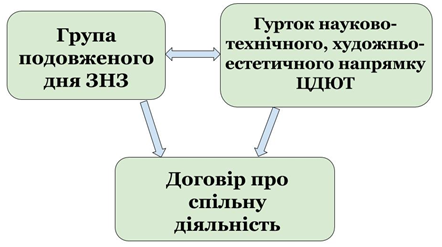 Група
подовженого
дня ЗНЗ
Гурток науково-
технічного, художньо-
естетичного напрямку
ЦДЮТ
Договір про
спільну
діяльність